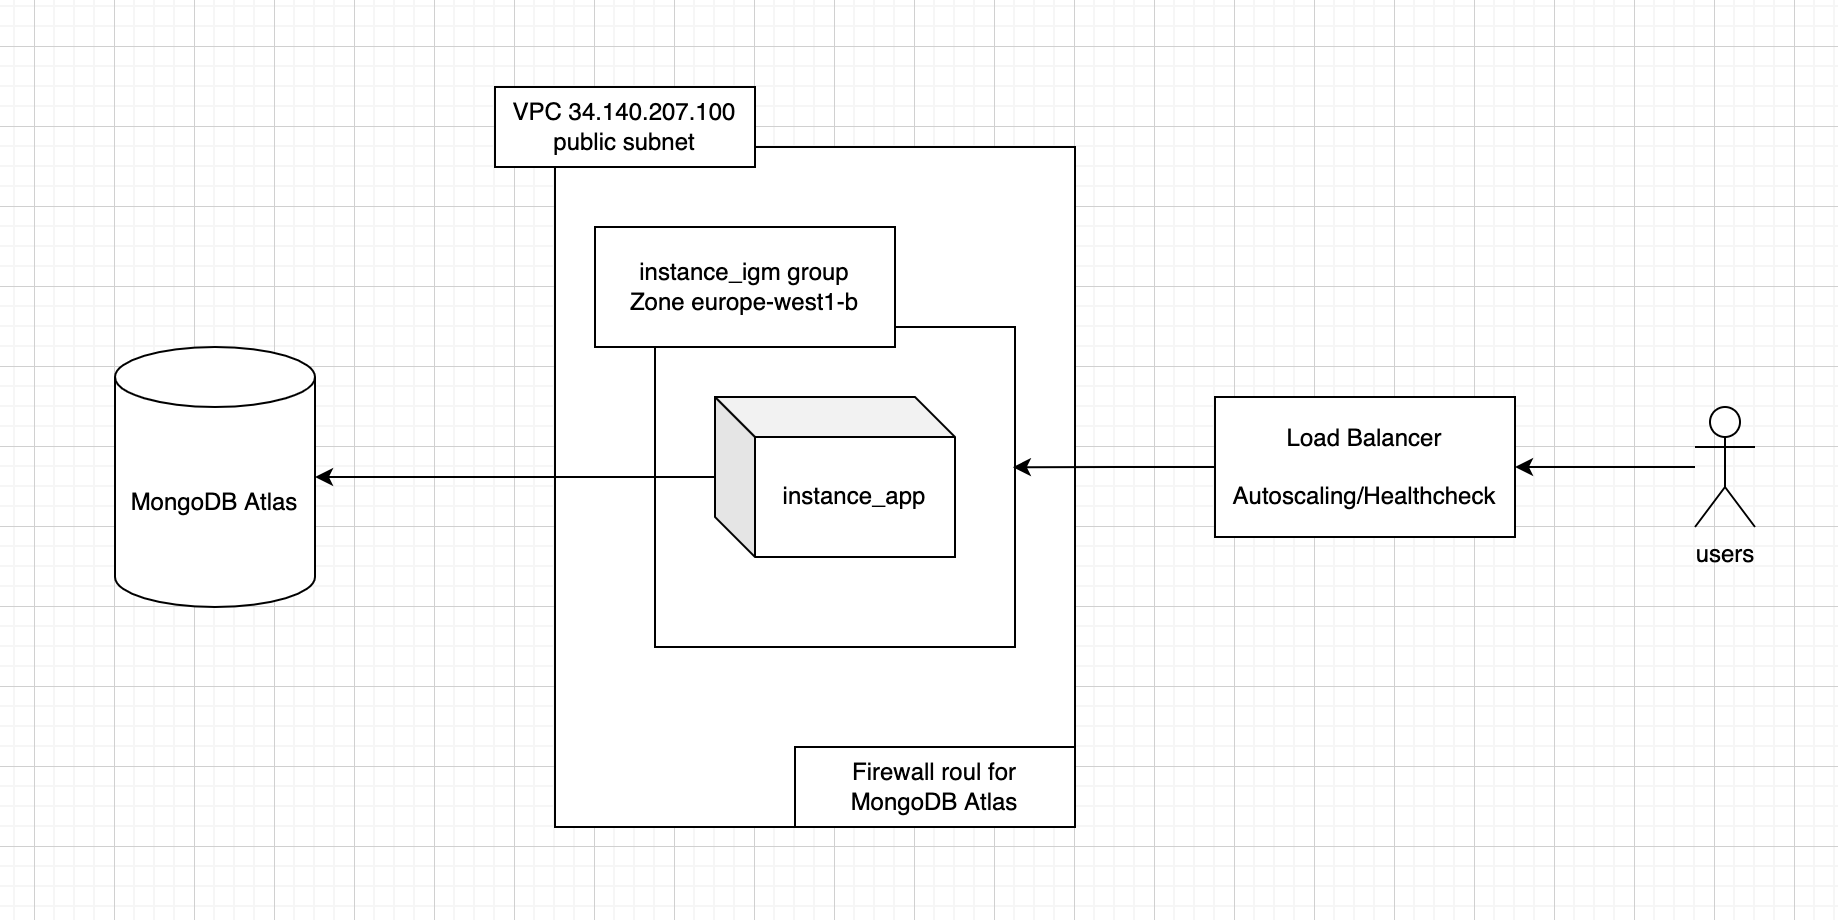 VPC 34.140.207.100
public subnet
instance_igm group
Zone europe-west1-b
MongoDB Atlas
instance_app
Load Balancer
Autoscaling/Healthcheck
users
Firewall roul for
MongoDB Atlas